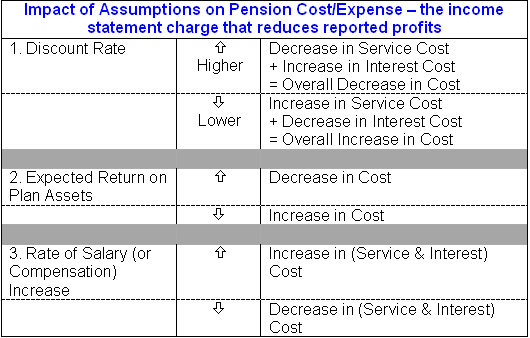 Impact of Assumptions on Pension Cost/Expense – the income
statement charge that reduces reported profits
1. Discount Rate
⇧
Higher
Decrease in Service Cost
+ Increase in Interest Cost
= Overall Decrease in Cost
⇩
Lower
Increase in Service Cost
+ Decrease in Interest Cost
= Overall Increase in Cost
2. Expected Return on
Plan Assets
⇧
Decrease in Cost
⇩
Increase in Cost
3. Rate of Salary (or
Compensation)
Increase
⇧
Increase in (Service & Interest)
Cost
⇩
Decrease in (Service & Interest)
Cost